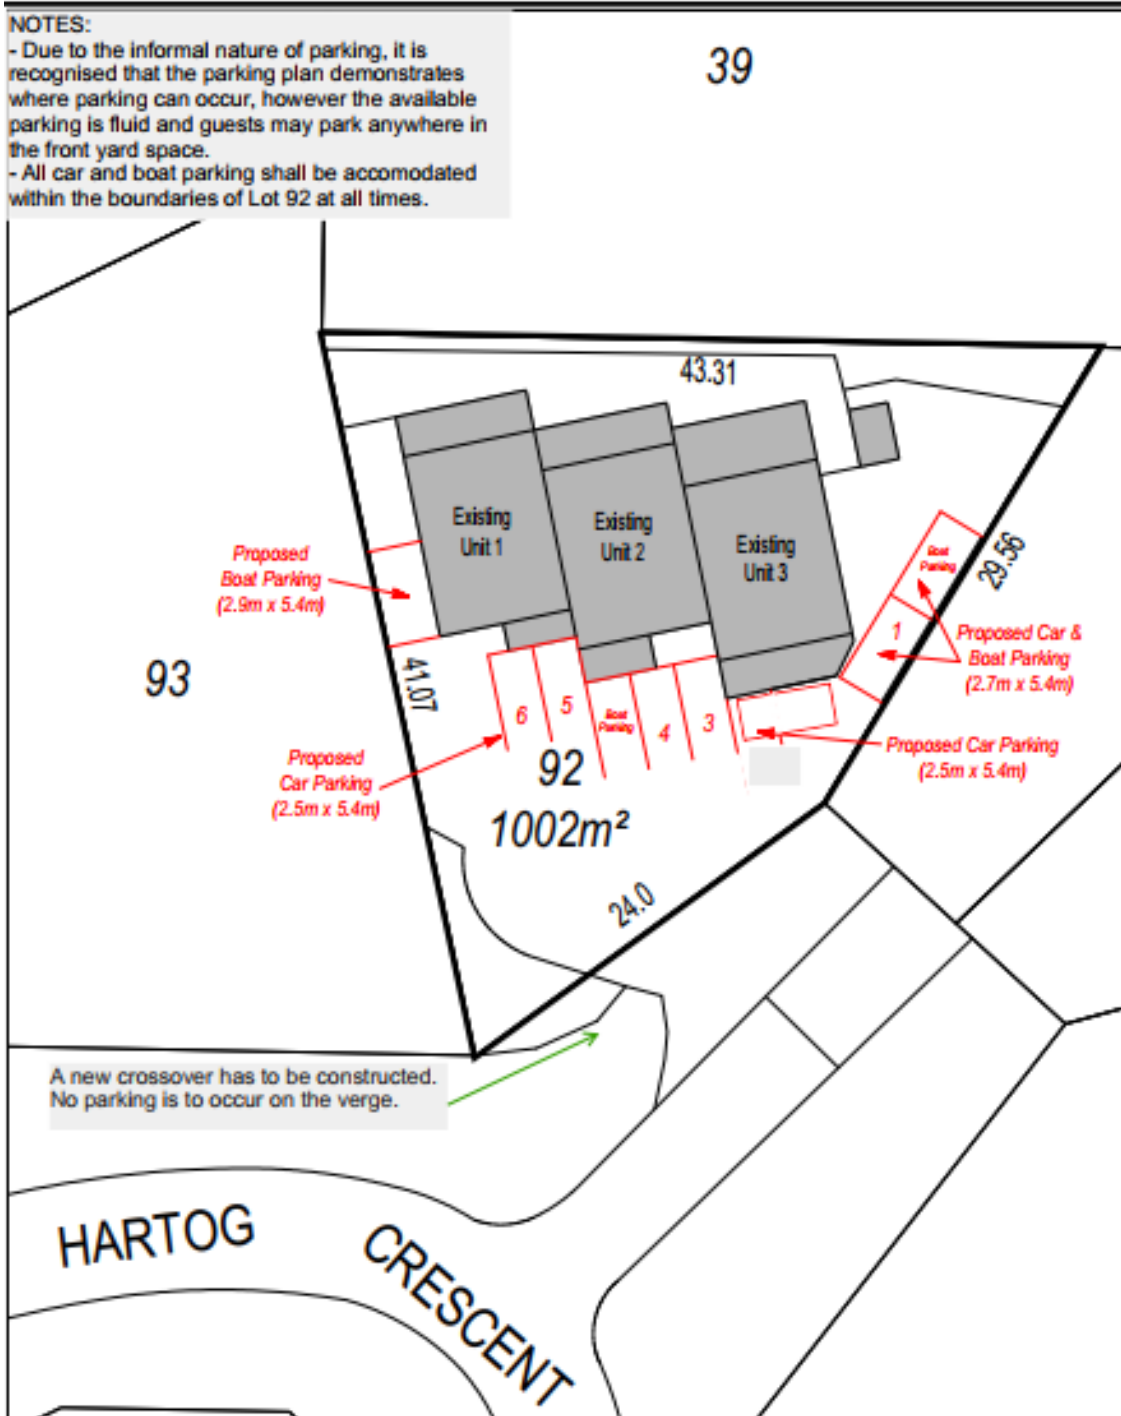 NOTES:
- Due to the informal nature of parking, it is
recognised that the parking plan demonstrates
where parking can occur, however the available
parking is fluid and guests may park anywhere in
the front yard space.
- All car and boat parking shall be accomodated
within the boundaries of Lot 92 at all times.
39
43.31
Existing
Unit 1
Existing
Unit 2
Existing
Unit 3
Proposed
Boat Parking
(2.9m x 5.4m)
Boat
Parking
29.56
1
Proposed Car &
Boat Parking
(2.7m x 5.4m)
93
41.07
6
5
Boat
Parking
4
3
Proposed Car Parking
(2.5m x 5.4m)
Proposed
Car Parking
(2.5m x 5.4m)
92
1002m²
24.0
A new crossover has to be constructed.
No parking is to occur on the verge.
HARTOG
CRESCENT